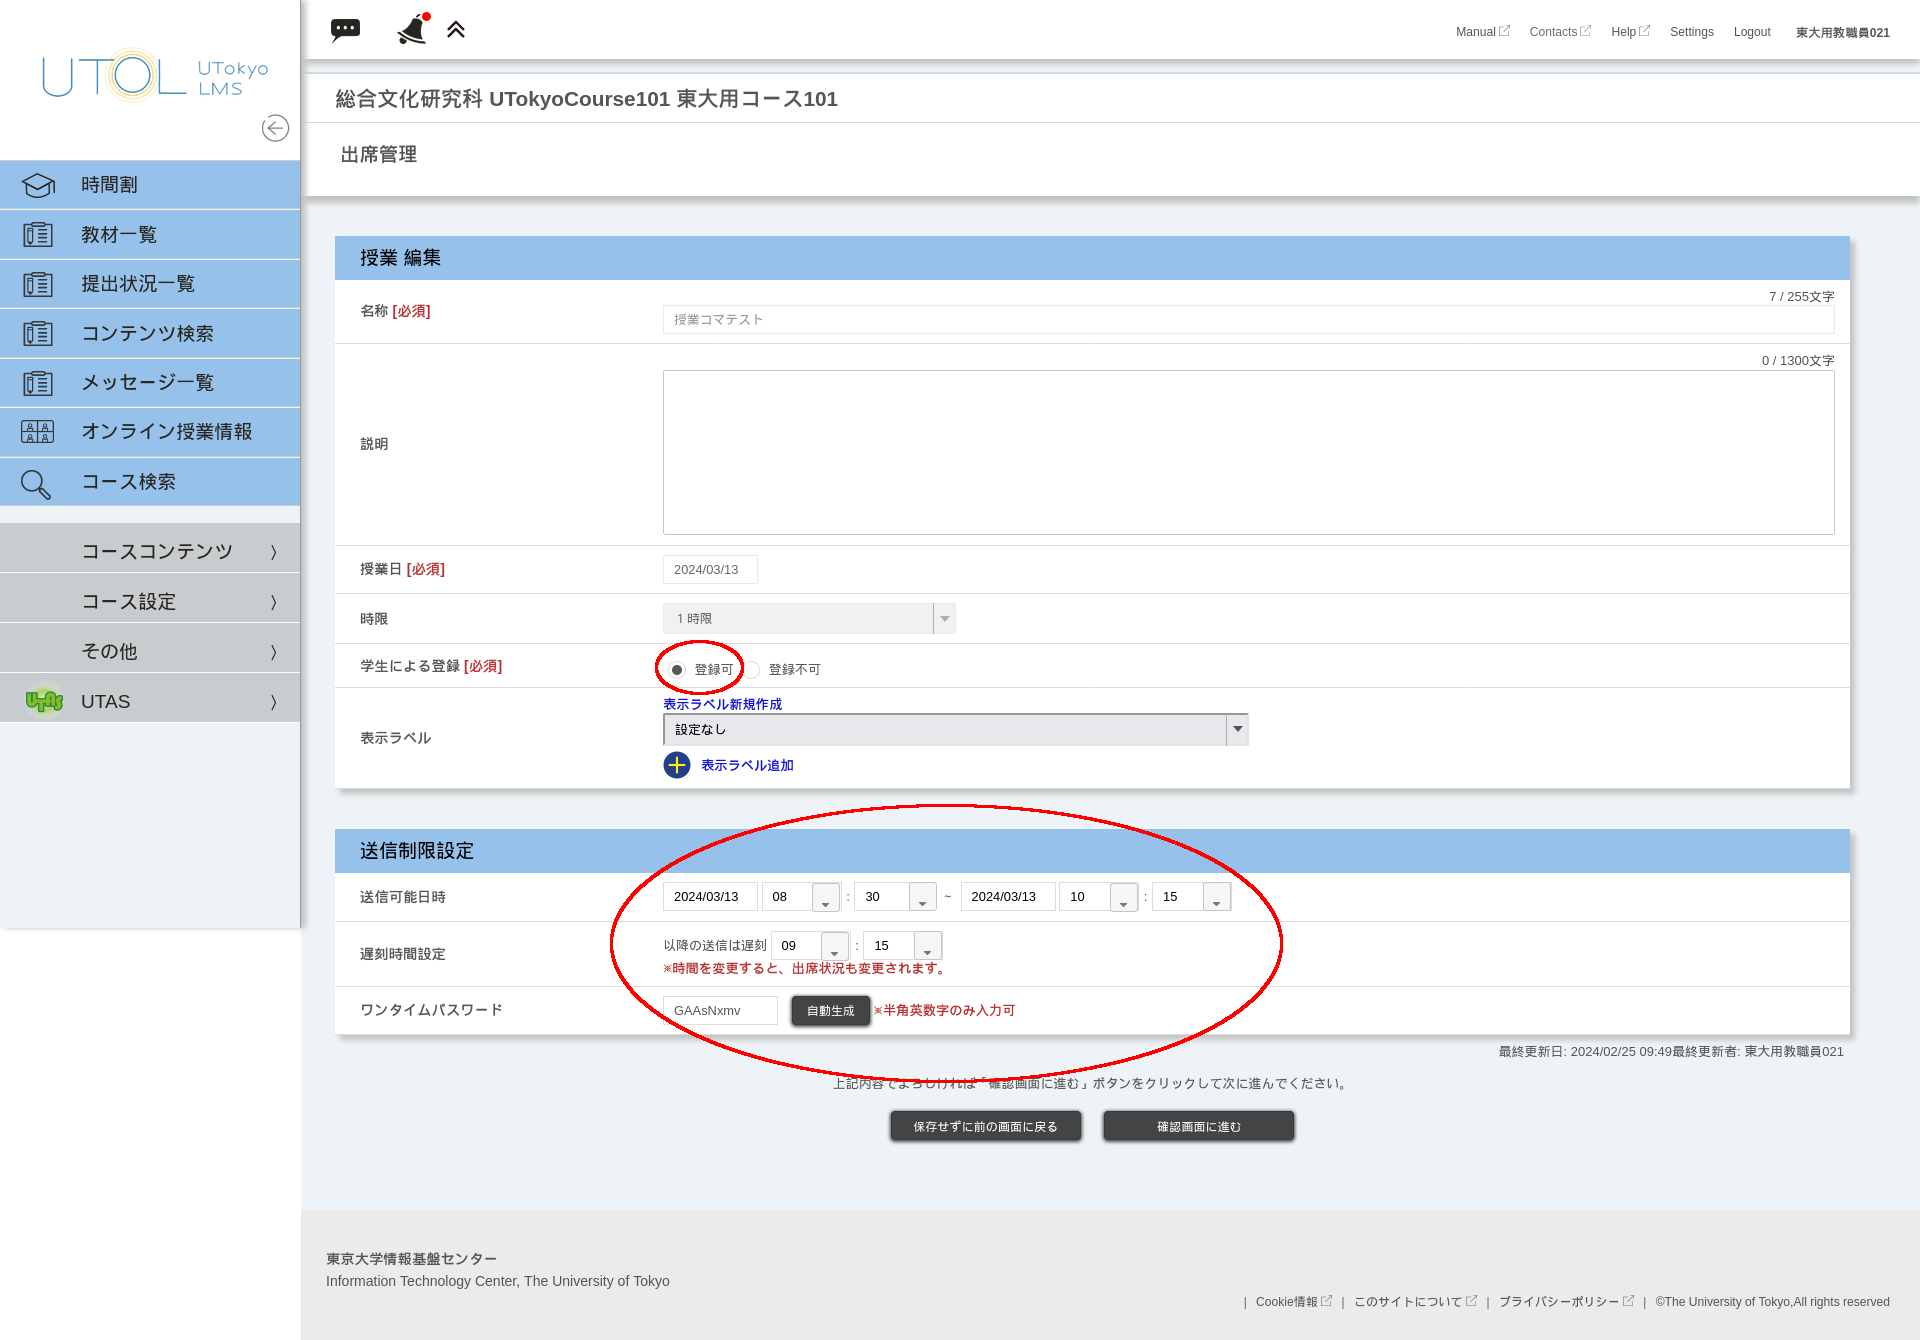 UTOL UTokyo LMS
Manual Contacts Help Settings Logout 東大用教職員021
総合文化研究科 UTokyoCourse101 東大用コース101
出席管理
時間割
教材一覧
提出状況一覧
コンテンツ検索
メッセージ一覧
オンライン授業情報
コース検索
コースコンテンツ 〉
コース設定 〉
その他 〉
UTAS UTAS 〉
授業 編集
名称 [必須]
7 / 255文字
授業コマテスト
0 / 1300文字
説明
授業日 [必須] 2024/03/13
時限 1 時限
学生による登録 [必須] 登録可 登録不可
表示ラベル新規作成
表示ラベル 設定なし
表示ラベル追加
送信制限設定
送信可能日時 2024/03/13 08 : 30 ~ 2024/03/13 10 : 15
遅刻時間設定 以降の送信は遅刻 09 : 15
※時間を変更すると、出席状況も変更されます。
ワンタイムパスワード GAAsNxmv 自動生成 ※半角英数字のみ入力可
最終更新日: 2024/02/25 09:49最終更新者: 東大用教職員021
上記内容でよろしければ「確認画面に進む」ボタンをクリックして次に進んでください。
保存せずに前の画面に戻る 確認画面に進む
東京大学情報基盤センター
Information Technology Center, The University of Tokyo
| Cookie情報 | このサイトについて | プライバシーポリシー | ©The University of Tokyo,All rights reserved